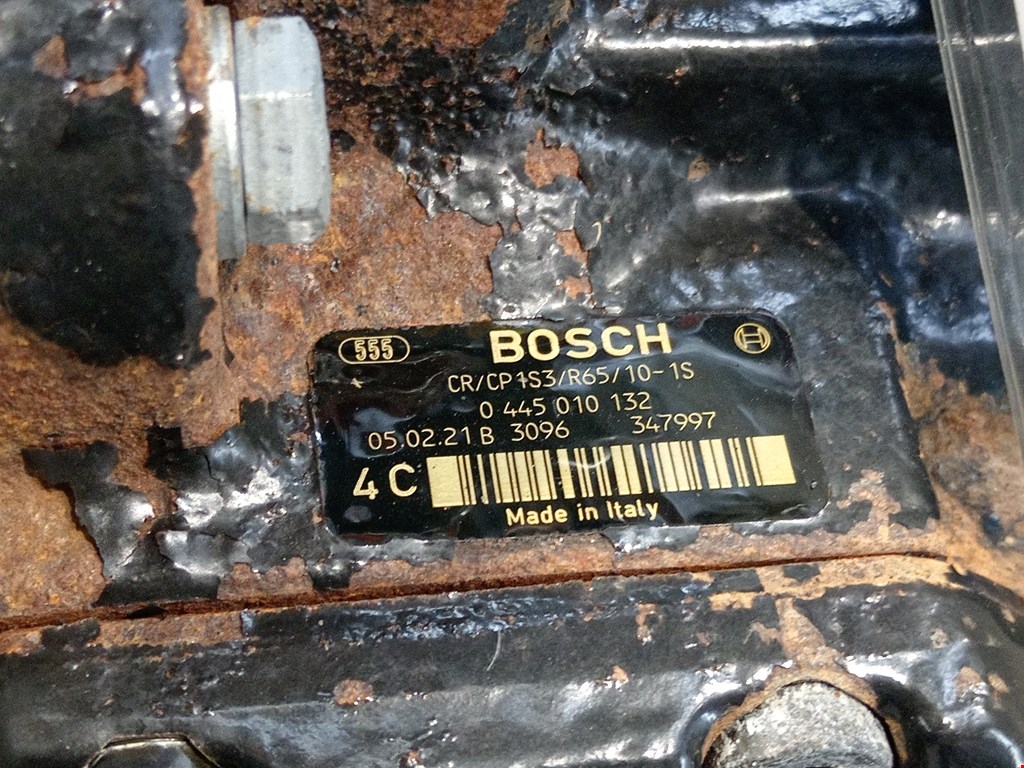 555 BOSCH
CR/CP1S3/R65/10-1S
0 445 010 132
05.02.21 B 3096 347997
4 C
Made in Italy